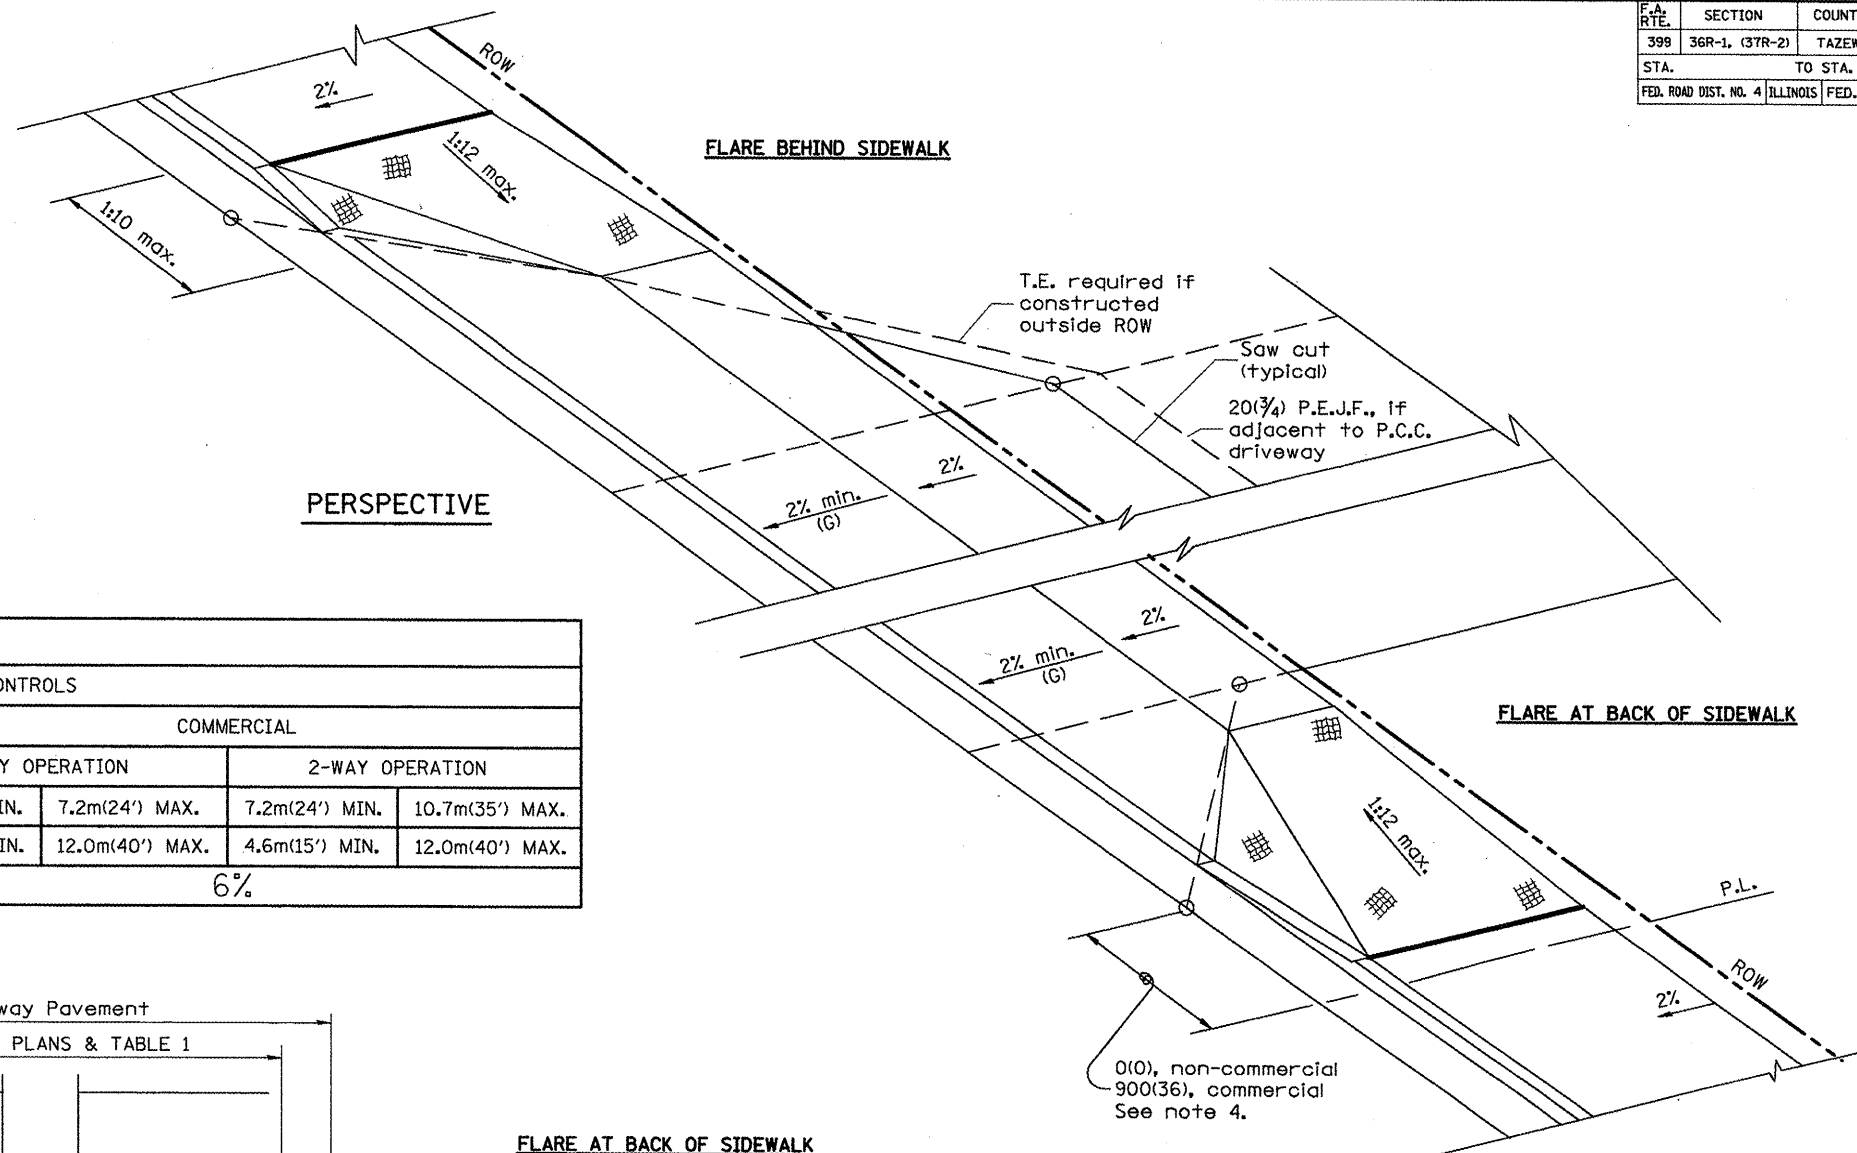 F.A. RTE. SECTION COUNT
399 36R-1, (37R-2) TAZEW
STA. TO STA.
FED. ROAD DIST. NO. 4 ILLINOIS FED.
ROW
2%
FLARE BEHIND SIDEWALK
1:12 max.
1:10 max.
T.E. required if
constructed
outside ROW
Saw cut
(typical)
20(3/4) P.E.J.F., if
adjacent to P.C.C.
driveway
2%
2% min.
(G)
PERSPECTIVE
2%
2% min.
(G)
ONTROLS
COMMERCIAL
Y OPERATION 2-WAY OPERATION
IN. 7.2m(24') MAX. 7.2m(24') MIN. 10.7m(35') MAX.
IN. 12.0m(40') MAX. 4.6m(15') MIN. 12.0m(40') MAX.
6%
FLARE AT BACK OF SIDEWALK
1:12 max.
P.L.
ROW
2%
way Pavement
PLANS & TABLE 1
0(0), non-commercial
900(36), commercial
See note 4.
FLARE AT BACK OF SIDEWALK